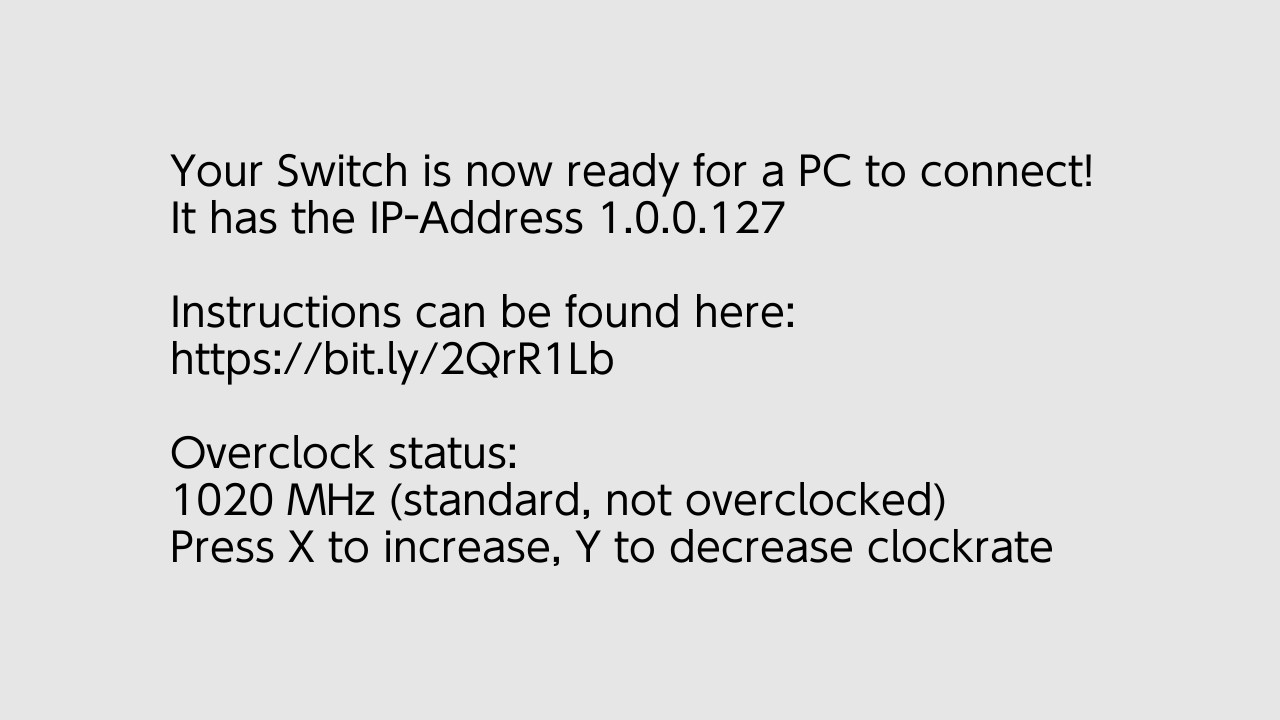 Your Switch is now ready for a PC to connect!
It has the IP-Address 1.0.0.127
Instructions can be found here:
https://bit.ly/2QrR1Lb
Overclock status:
1020 MHz (standard, not overclocked)
Press X to increase, Y to decrease clockrate